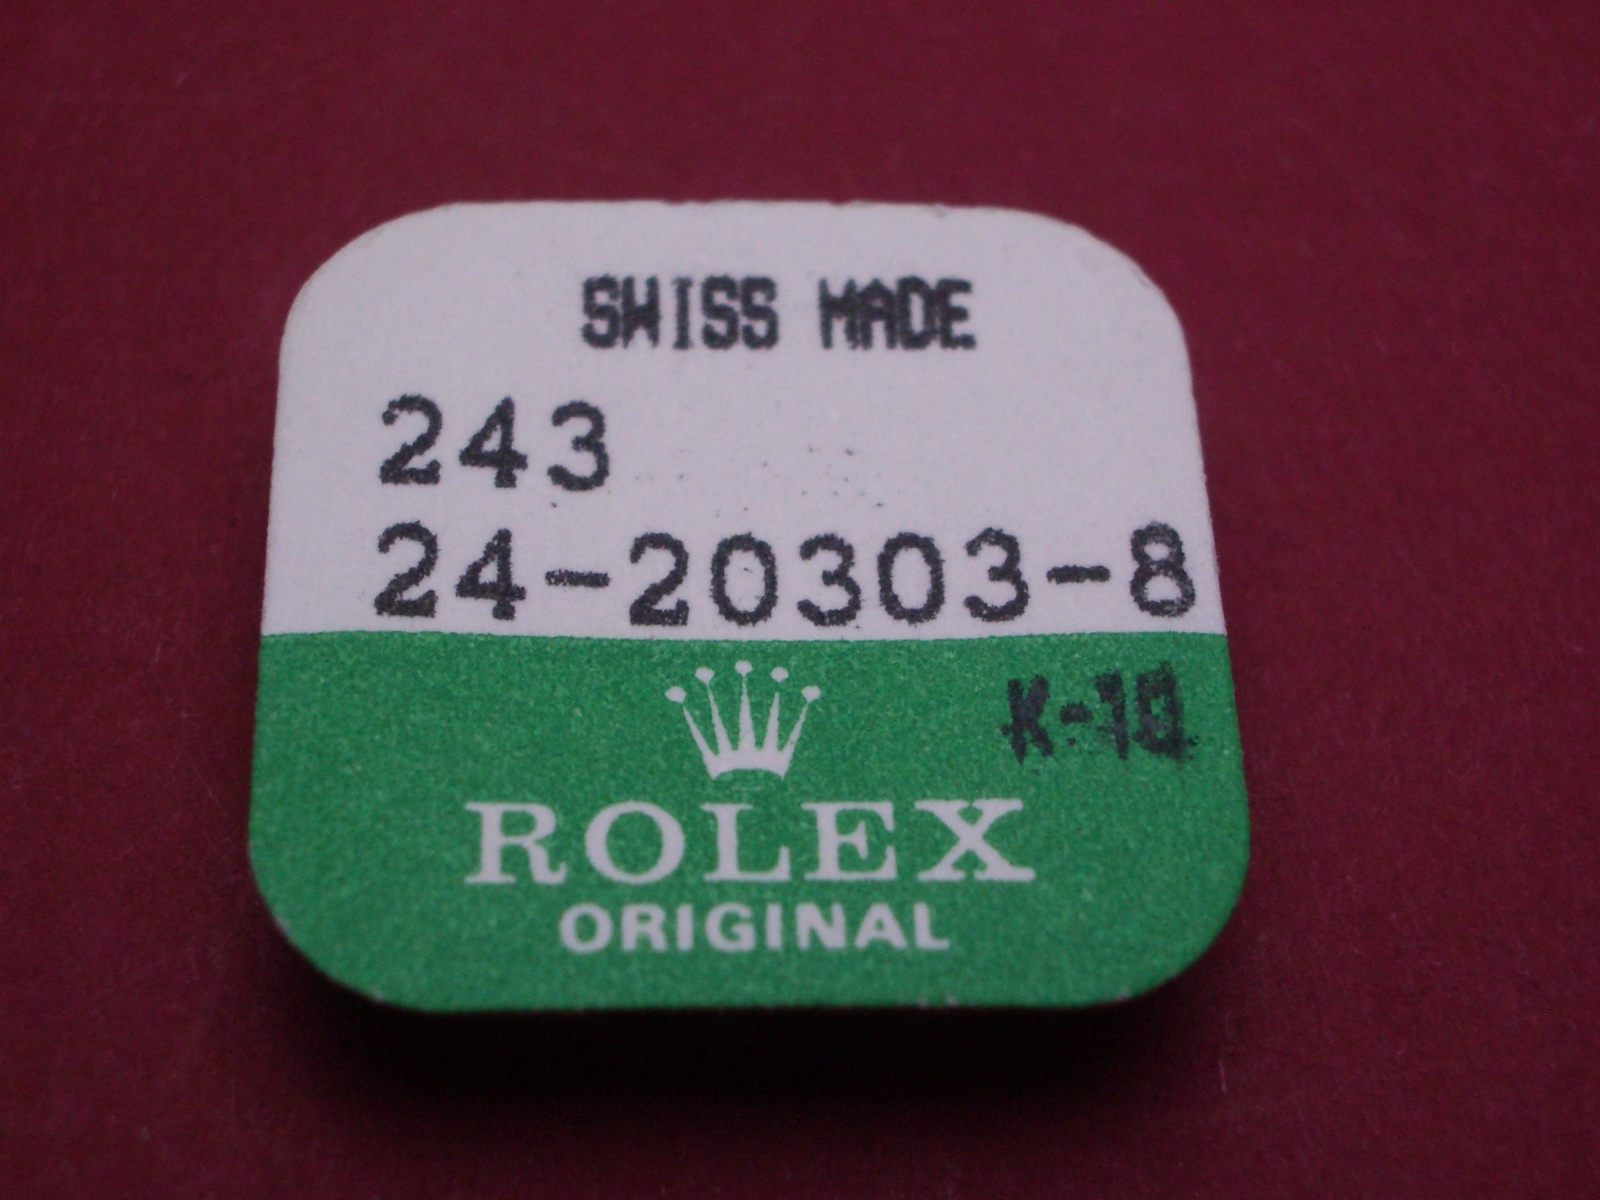 SWISS MADE
243
24-20303-8
K-10
ROLEX
ORIGINAL